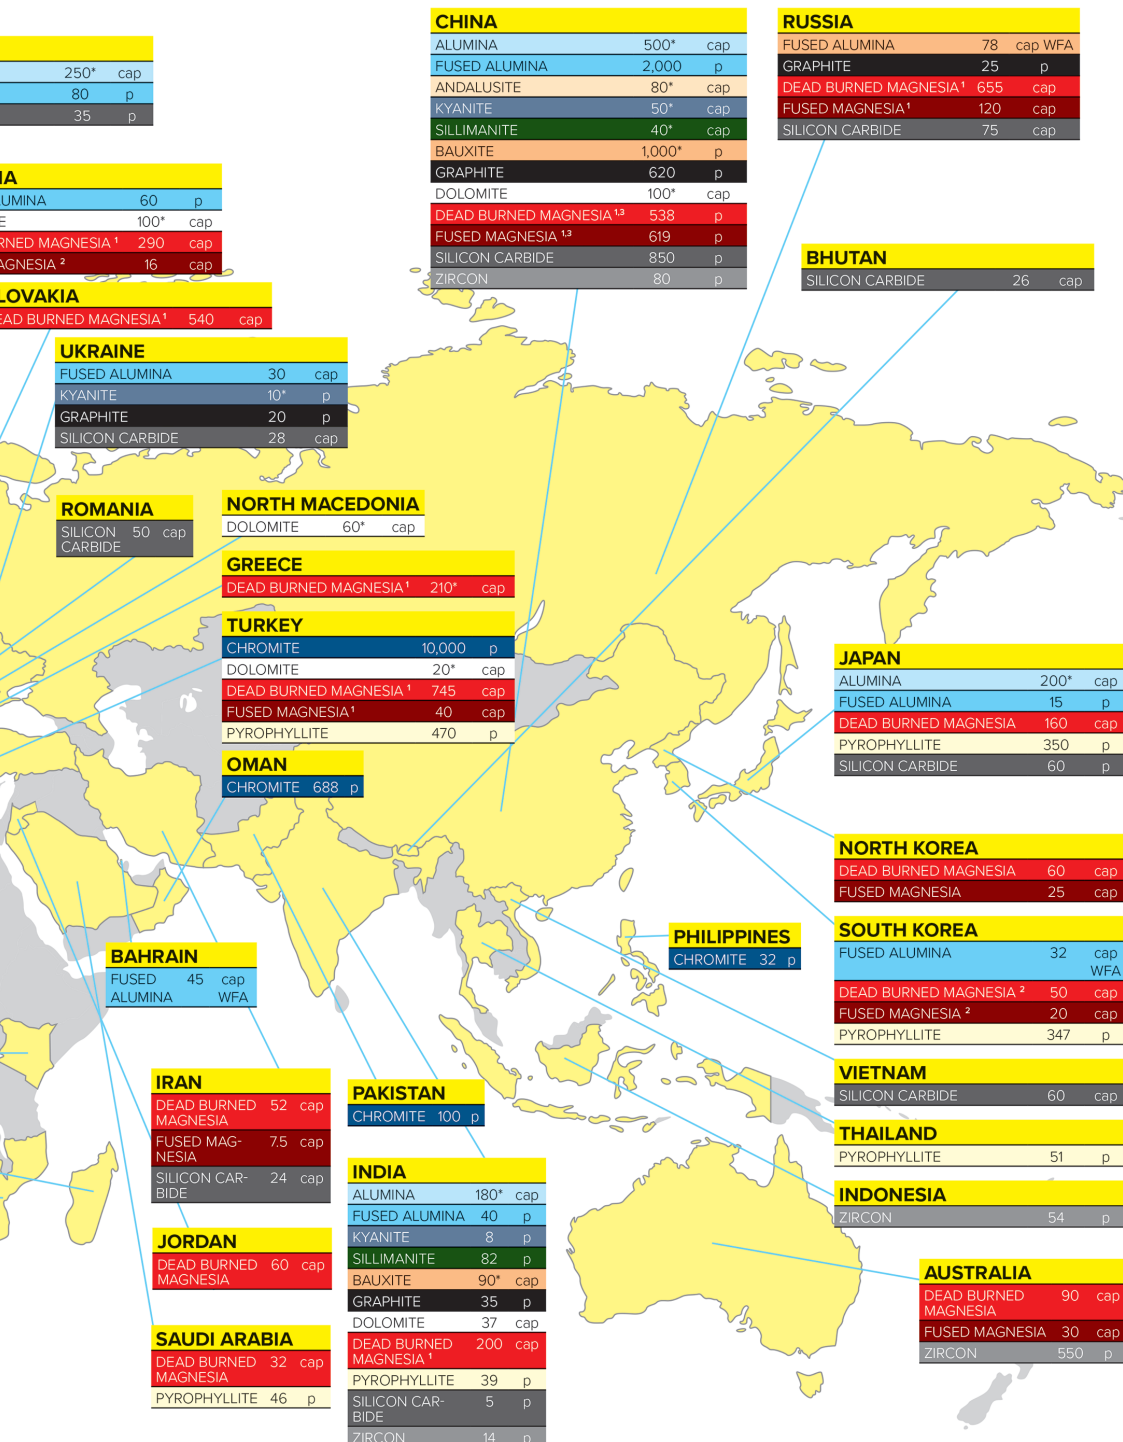 250* cap
80 p
35 p
IA
LUMINA 60 p
E 100* cap
RNED MAGNESIA ¹ 290 cap
AGNESIA ² 16 cap
LOVAKIA
EAD BURNED MAGNESIA ¹ 540 cap
UKRAINE
FUSED ALUMINA 30 cap
KYANITE 10* p
GRAPHITE 20 p
SILICON CARBIDE 28 cap
CHINA
ALUMINA 500* cap
FUSED ALUMINA 2,000 p
ANDALUSITE 80* cap
KYANITE 50* cap
SILLIMANITE 40* cap
BAUXITE 1,000* p
GRAPHITE 620 p
DOLOMITE 100* cap
DEAD BURNED MAGNESIA ¹,³ 538 p
FUSED MAGNESIA ¹,³ 619 p
SILICON CARBIDE 850 p
ZIRCON 80 p
RUSSIA
FUSED ALUMINA 78 cap WFA
GRAPHITE 25 p
DEAD BURNED MAGNESIA ¹ 655 cap
FUSED MAGNESIA ¹ 120 cap
SILICON CARBIDE 75 cap
BHUTAN
SILICON CARBIDE 26 cap
ROMANIA
SILICON 50 cap
CARBIDE
NORTH MACEDONIA
DOLOMITE 60* cap
GREECE
DEAD BURNED MAGNESIA ¹ 210* cap
TURKEY
CHROMITE 10,000 p
DOLOMITE 20* cap
DEAD BURNED MAGNESIA ¹ 745 cap
FUSED MAGNESIA ¹ 40 cap
PYROPHYLLITE 470 p
OMAN
CHROMITE 688 p
JAPAN
ALUMINA 200* cap
FUSED ALUMINA 15 p
DEAD BURNED MAGNESIA 160 cap
PYROPHYLLITE 350 p
SILICON CARBIDE 60 p
NORTH KOREA
DEAD BURNED MAGNESIA 60 cap
FUSED MAGNESIA 25 cap
SOUTH KOREA
FUSED ALUMINA 32 cap
WFA
DEAD BURNED MAGNESIA ² 50 cap
FUSED MAGNESIA ² 20 cap
PYROPHYLLITE 347 p
PHILIPPINES
CHROMITE 32 p
BAHRAIN
FUSED 45 cap
ALUMINA WFA
VIETNAM
SILICON CARBIDE 60 cap
THAILAND
PYROPHYLLITE 51 p
INDONESIA
ZIRCON 54 p
AUSTRALIA
DEAD BURNED 90 cap
MAGNESIA
FUSED MAGNESIA 30 cap
ZIRCON 550 p
IRAN
DEAD BURNED 52 cap
MAGNESIA
FUSED MAG- 7.5 cap
NESIA
SILICON CAR- 24 cap
BIDE
PAKISTAN
CHROMITE 100 p
JORDAN
DEAD BURNED 60 cap
MAGNESIA
SAUDI ARABIA
DEAD BURNED 32 cap
MAGNESIA
PYROPHYLLITE 46 p
INDIA
ALUMINA 180* cap
FUSED ALUMINA 40 p
KYANITE 8 p
SILLIMANITE 82 p
BAUXITE 90* cap
GRAPHITE 35 p
DOLOMITE 37 cap
DEAD BURNED 200 cap
MAGNESIA ¹
PYROPHYLLITE 39 p
SILICON CAR- 5 p
BIDE
ZIRCON 14 p